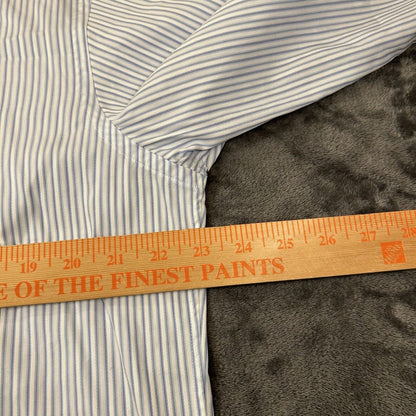 19 20 21 22 23 24 25 26 27 28
E OF THE FINEST PAINTS